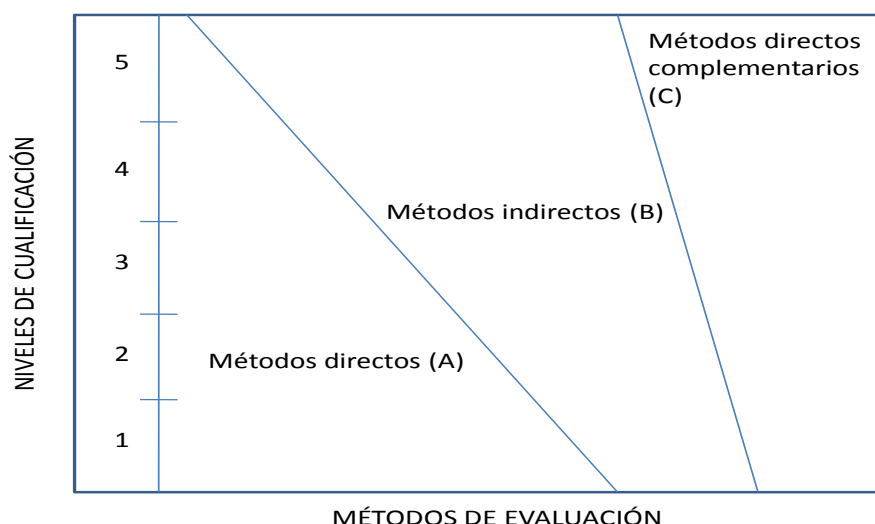 NIVELES DE CUALIFICACIÓN
5
4
3
2
1
Métodos directos
complementarios
(C)
Métodos indirectos (B)
Métodos directos (A)
MÉTODOS DE EVALUACIÓN